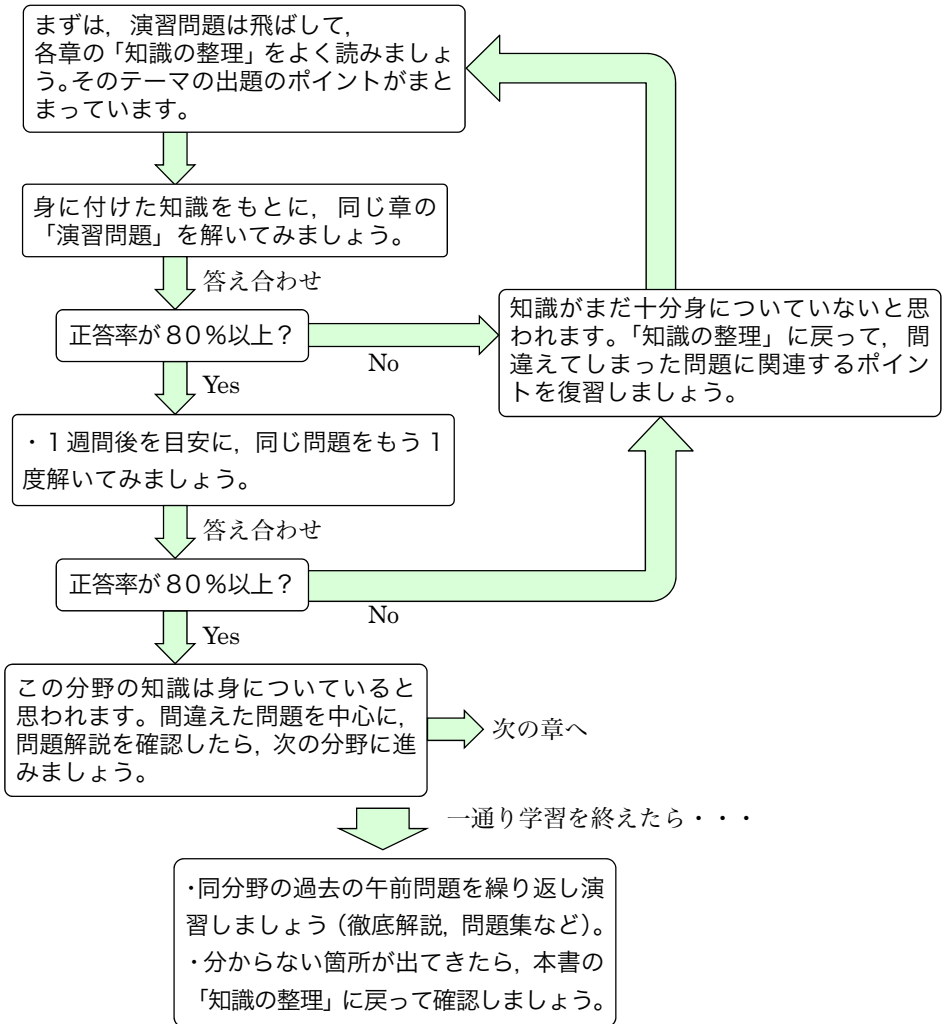 まずは，演習問題は飛ばして，
各章の「知識の整理」をよく読みましょ
う。そのテーマの出題のポイントがまと
まっています。
身に付けた知識をもとに，同じ章の
「演習問題」を解いてみましょう。
答え合わせ
正答率が８０％以上？
No
Yes
知識がまだ十分身についていないと思
われます。「知識の整理」に戻って，間
違えてしまった問題に関連するポイン
トを復習しましょう。
・１週間後を目安に，同じ問題をもう１
度解いてみましょう。
答え合わせ
正答率が８０％以上？
No
Yes
この分野の知識は身についていると
思われます。間違えた問題を中心に，
問題解説を確認したら，次の分野に進
みましょう。
次の章へ
一通り学習を終えたら・・・
・同分野の過去の午前問題を繰り返し演
習しましょう（徹底解説，問題集など）。
・分からない箇所が出てきたら，本書の
「知識の整理」に戻って確認しましょう。